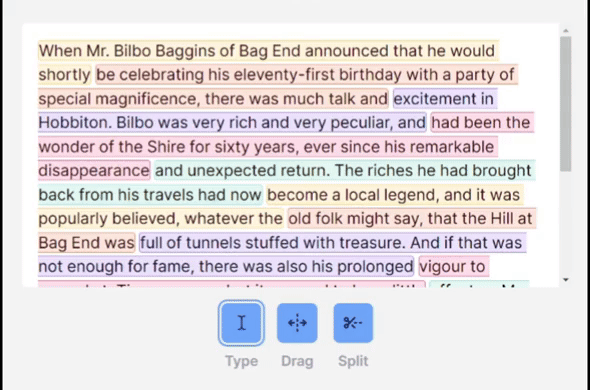 When Mr. Bilbo Baggins of Bag End announced that he would
shortly be celebrating his eleventy-first birthday with a party of
special magnificence, there was much talk and excitement in
Hobbiton. Bilbo was very rich and very peculiar, and had been the
wonder of the Shire for sixty years, ever since his remarkable
disappearance and unexpected return. The riches he had brought
back from his travels had now become a local legend, and it was
popularly believed, whatever the old folk might say, that the Hill at
Bag End was full of tunnels stuffed with treasure. And if that was
not enough for fame, there was also his prolonged vigour to
Type Drag Split